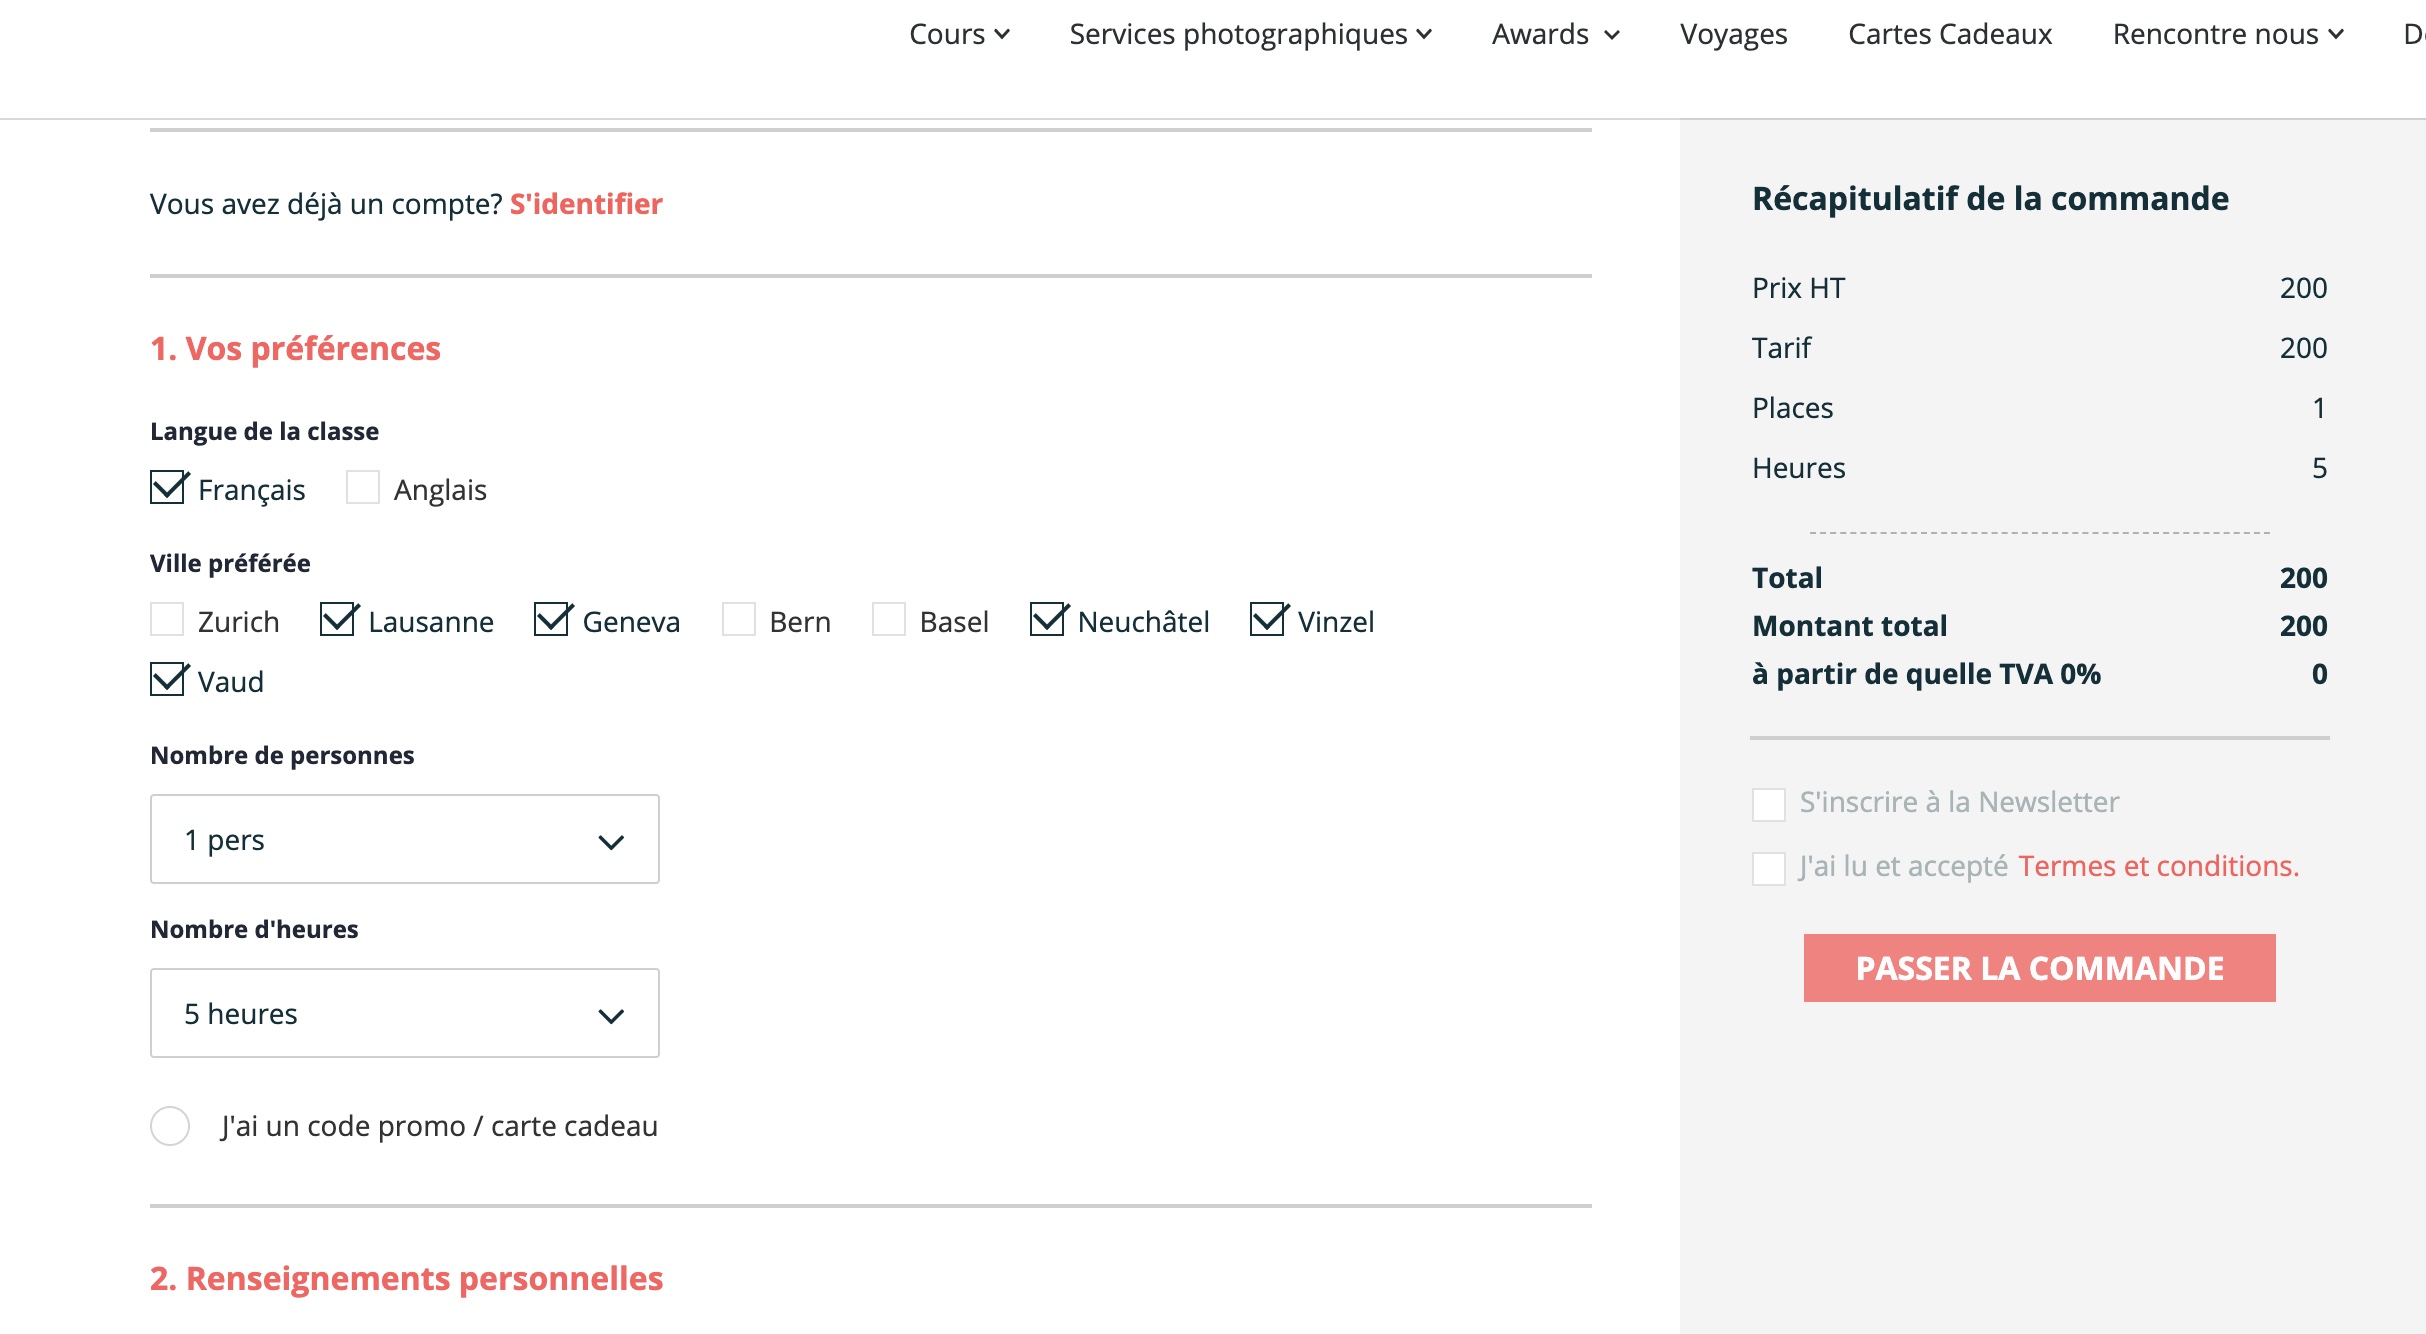 Cours Services photographiques Awards Voyages Cartes Cadeaux Rencontre nous
Vous avez déjà un compte? S'identifier
1. Vos préférences
Langue de la classe
Français Anglais
Ville préférée
Zurich Lausanne Geneva Bern Basel Neuchâtel Vinzel
Vaud
Nombre de personnes
1 pers
Nombre d'heures
5 heures
J'ai un code promo / carte cadeau
2. Renseignements personnelles
Récapitulatif de la commande
Prix HT 200
Tarif 200
Places 1
Heures 5
Total 200
Montant total 200
à partir de quelle TVA 0% 0
S'inscrire à la Newsletter
J'ai lu et accepté Termes et conditions.
PASSER LA COMMANDE